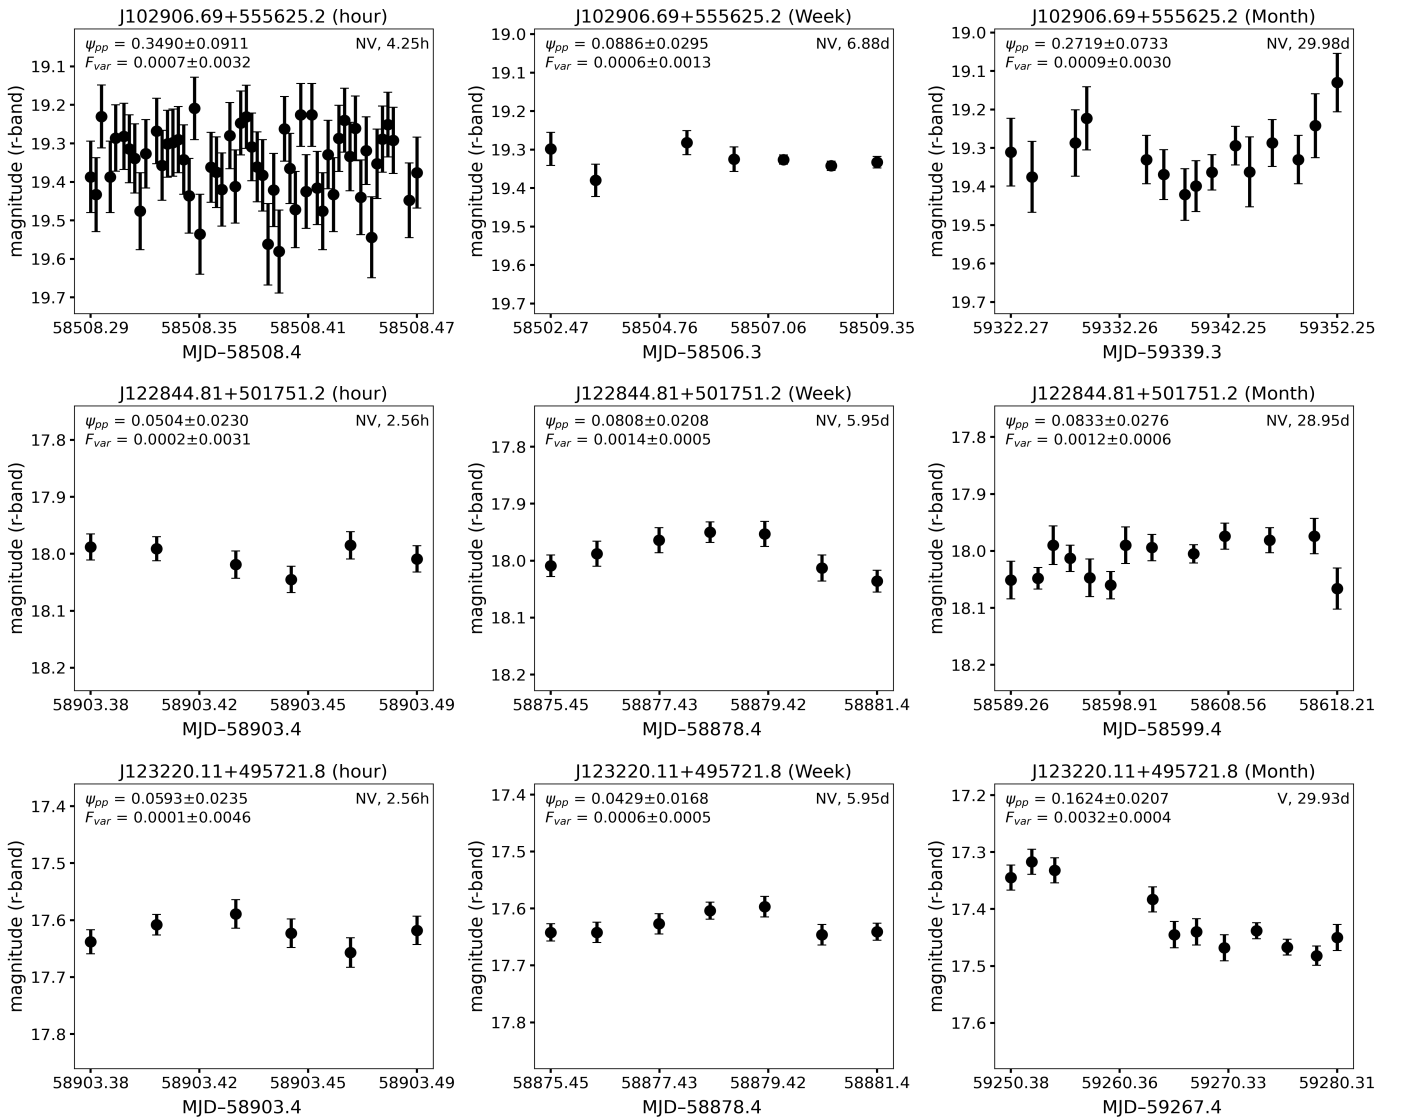 J102906.69+555625.2 (hour)
ψpp = 0.3490±0.0911
NV, 4.25h
Fvar = 0.0007±0.0032
magnitude (r-band)
19.1
19.2
19.3
19.4
19.5
19.6
19.7
58508.29 58508.35 58508.41 58508.47
MJD–58508.4
J102906.69+555625.2 (Week)
ψpp = 0.0886±0.0295
NV, 6.88d
Fvar = 0.0006±0.0013
magnitude (r-band)
19.0
19.1
19.2
19.3
19.4
19.5
19.6
19.7
58502.47 58504.76 58507.06 58509.35
MJD–58506.3
J102906.69+555625.2 (Month)
ψpp = 0.2719±0.0733
NV, 29.98d
Fvar = 0.0009±0.0030
magnitude (r-band)
19.0
19.1
19.2
19.3
19.4
19.5
19.6
19.7
59322.27 59332.26 59342.25 59352.25
MJD–59339.3
J122844.81+501751.2 (hour)
ψpp = 0.0504±0.0230
NV, 2.56h
Fvar = 0.0002±0.0031
magnitude (r-band)
17.8
17.9
18.0
18.1
18.2
58903.38 58903.42 58903.45 58903.49
MJD–58903.4
J122844.81+501751.2 (Week)
ψpp = 0.0808±0.0208
NV, 5.95d
Fvar = 0.0014±0.0005
magnitude (r-band)
17.8
17.9
18.0
18.1
18.2
58875.45 58877.43 58879.42 58881.4
MJD–58878.4
J122844.81+501751.2 (Month)
ψpp = 0.0833±0.0276
NV, 28.95d
Fvar = 0.0012±0.0006
magnitude (r-band)
17.8
17.9
18.0
18.1
18.2
58589.26 58598.91 58608.56 58618.21
MJD–58599.4
J123220.11+495721.8 (hour)
ψpp = 0.0593±0.0235
NV, 2.56h
Fvar = 0.0001±0.0046
magnitude (r-band)
17.4
17.5
17.6
17.7
17.8
58903.38 58903.42 58903.45 58903.49
MJD–58903.4
J123220.11+495721.8 (Week)
ψpp = 0.0429±0.0168
NV, 5.95d
Fvar = 0.0006±0.0005
magnitude (r-band)
17.4
17.5
17.6
17.7
17.8
58875.45 58877.43 58879.42 58881.4
MJD–58878.4
J123220.11+495721.8 (Month)
ψpp = 0.1624±0.0207
V, 29.93d
Fvar = 0.0032±0.0004
magnitude (r-band)
17.2
17.3
17.4
17.5
17.6
59250.38 59260.36 59270.33 59280.31
MJD–59267.4